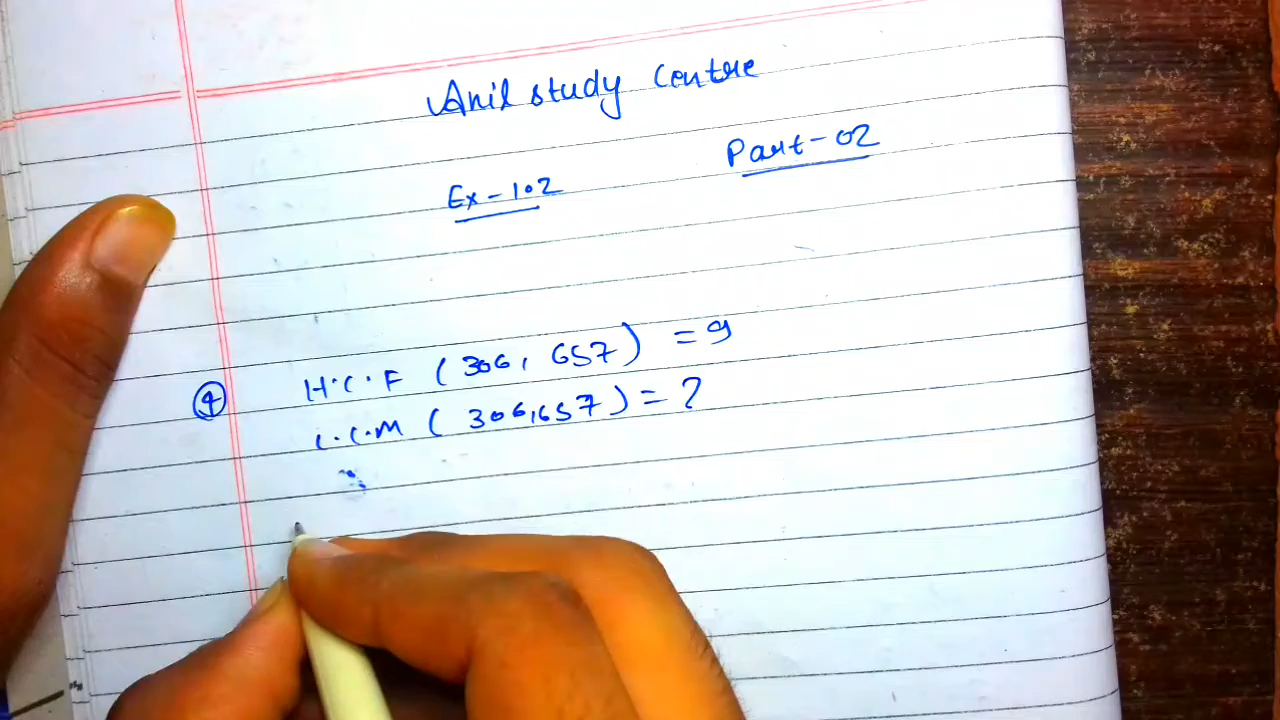 Anil study Centre
Part-02
Ex-1.2
④ H.C.F (306, 657) = 9
L.C.M (306,657) = ?